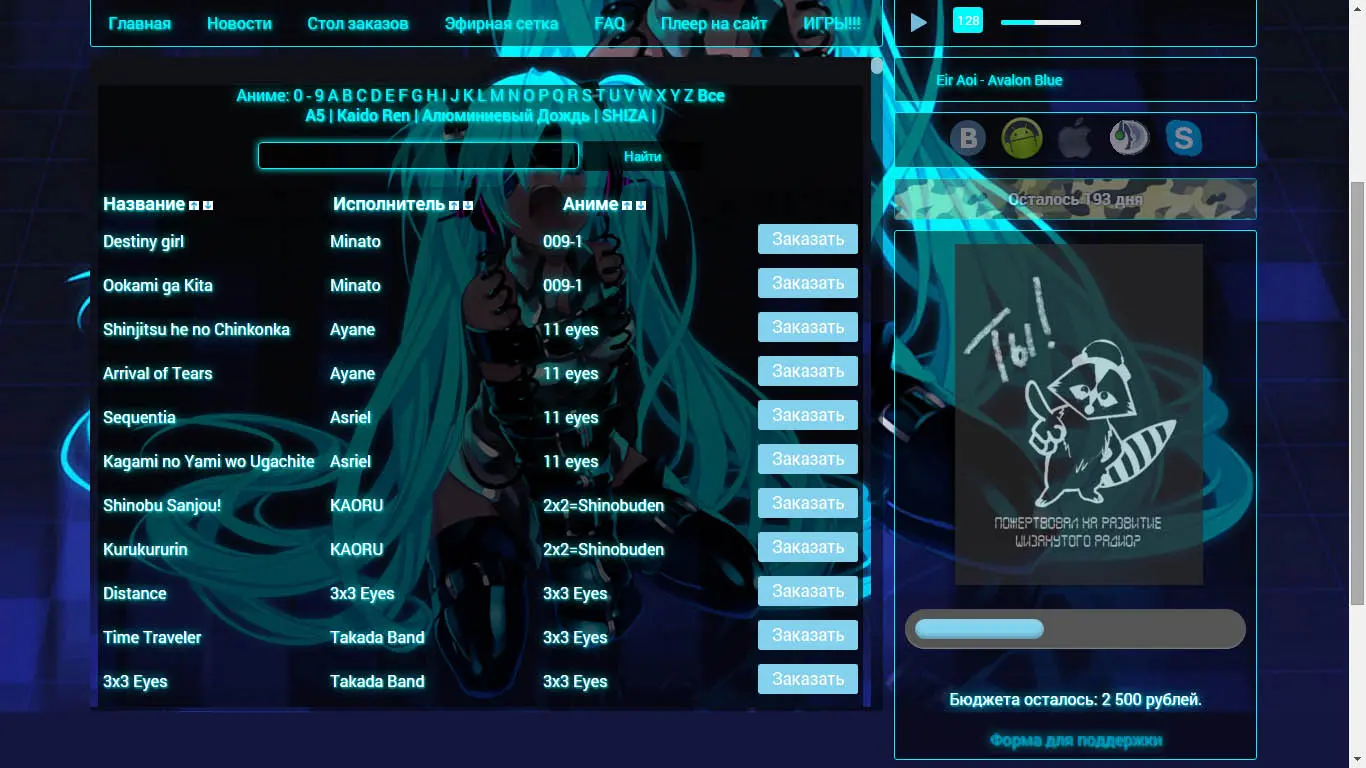 Главная Новости Стол заказов Эфирная сетка FAQ Плеер на сайт ИГРЫ!!!
128
Eir Aoi - Avalon Blue
Аниме: 0 - 9 A B C D E F G H I J K L M N O P Q R S T U V W X Y Z Все
A5 | Kaido Ren | Алюминиевый Дождь | SHIZA |
Найти
Название Исполнитель Аниме
Destiny girl Minato 009-1 Заказать
Ookami ga Kita Minato 009-1 Заказать
Shinjitsu he no Chinkonka Ayane 11 eyes Заказать
Arrival of Tears Ayane 11 eyes Заказать
Sequentia Asriel 11 eyes Заказать
Kagami no Yami wo Ugachite Asriel 11 eyes Заказать
Shinobu Sanjou! KAORU 2x2=Shinobuden Заказать
Kurukururin KAORU 2x2=Shinobuden Заказать
Distance 3x3 Eyes 3x3 Eyes Заказать
Time Traveler Takada Band 3x3 Eyes Заказать
3x3 Eyes Takada Band 3x3 Eyes Заказать
B S
Осталось 193 дня
Ты!
ПОЖЕРТВОВАЛ НА РАЗВИТИЕ
ШИЗАНУТОГО РАДИО?
Бюджета осталось: 2 500 рублей.
Форма для поддержки